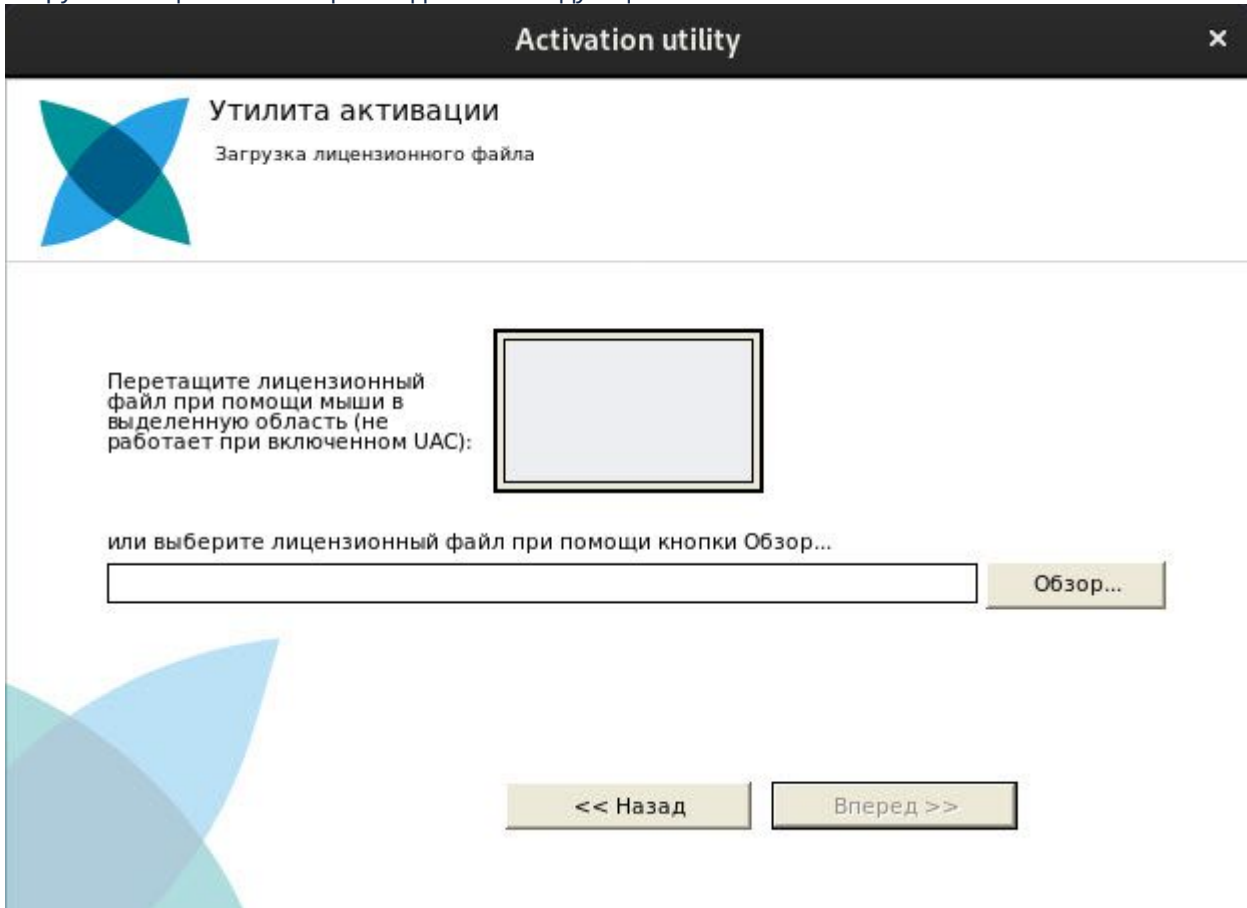 Activation utility
×
Утилита активации
Загрузка лицензионного файла
Перетащите лицензионный
файл при помощи мыши в
выделенную область (не
работает при включенном UAC):
или выберите лицензионный файл при помощи кнопки Обзор...
Обзор...
<< Назад
Вперед >>